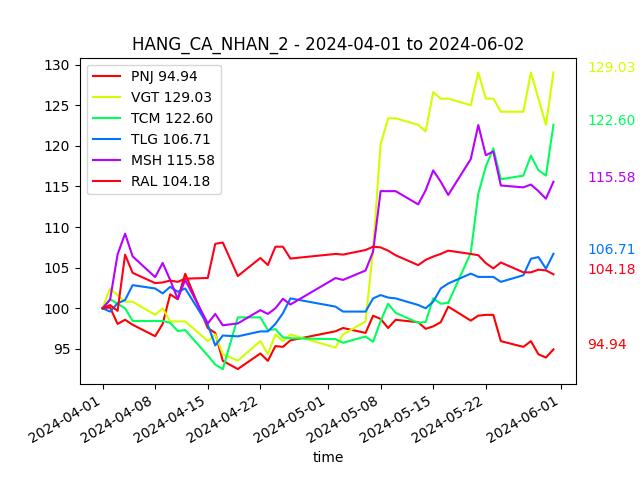 HANG_CA_NHAN_2 - 2024-04-01 to 2024-06-02
PNJ 94.94
VGT 129.03
TCM 122.60
TLG 106.71
MSH 115.58
RAL 104.18
130
125
120
115
110
105
100
95
129.03
122.60
115.58
106.71
104.18
94.94
2024-04-01
2024-04-08
2024-04-15
2024-04-22
2024-05-01
2024-05-08
2024-05-15
2024-05-22
2024-06-01
time